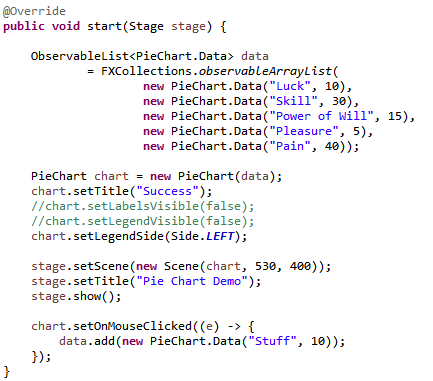 @Override
public void start(Stage stage) {
ObservableList<PieChart.Data> data
= FXCollections.observableArrayList(
new PieChart.Data("Luck", 10),
new PieChart.Data("Skill", 30),
new PieChart.Data("Power of Will", 15),
new PieChart.Data("Pleasure", 5),
new PieChart.Data("Pain", 40));
PieChart chart = new PieChart(data);
chart.setTitle("Success");
//chart.setLabelsVisible(false);
//chart.setLegendVisible(false);
chart.setLegendSide(Side.LEFT);
stage.setScene(new Scene(chart, 530, 400));
stage.setTitle("Pie Chart Demo");
stage.show();
chart.setOnMouseClicked((e) -> {
data.add(new PieChart.Data("Stuff", 10));
});
}